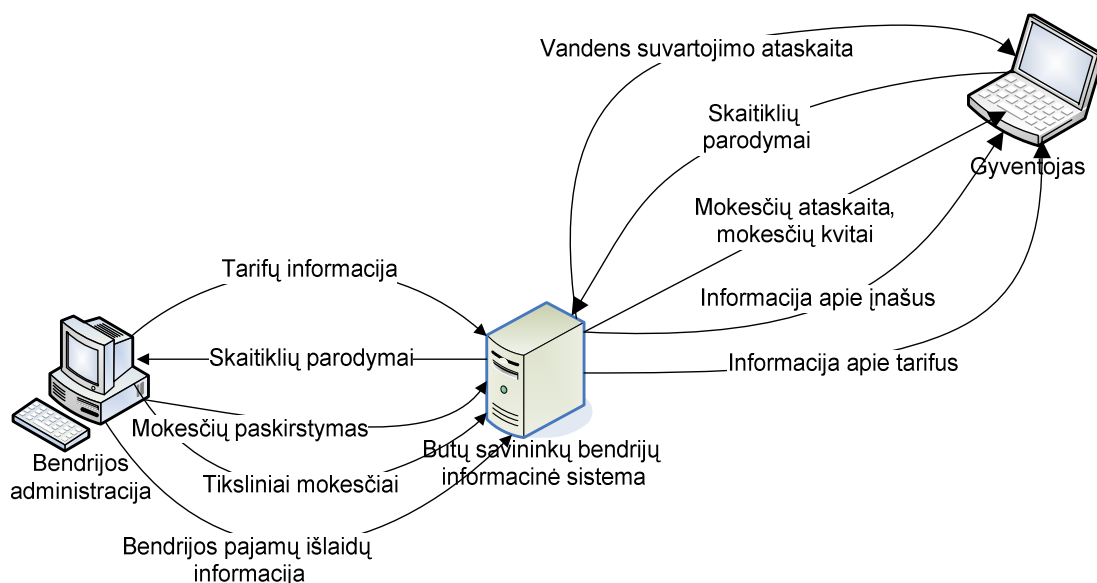 Vandens suvartojimo ataskaita
Skaitiklių
parodymai
Gyventojas
Mokesčių ataskaita,
mokesčių kvitai
Tarifų informacija
Informacija apie įnašus
Skaitiklių parodymai
Informacija apie tarifus
Mokesčių paskirstymas
Butų savininkų bendrijų
informacinė sistema
Bendrijos
administracija
Tiksliniai mokesčiai
Bendrijos pajamų išlaidų
informacija